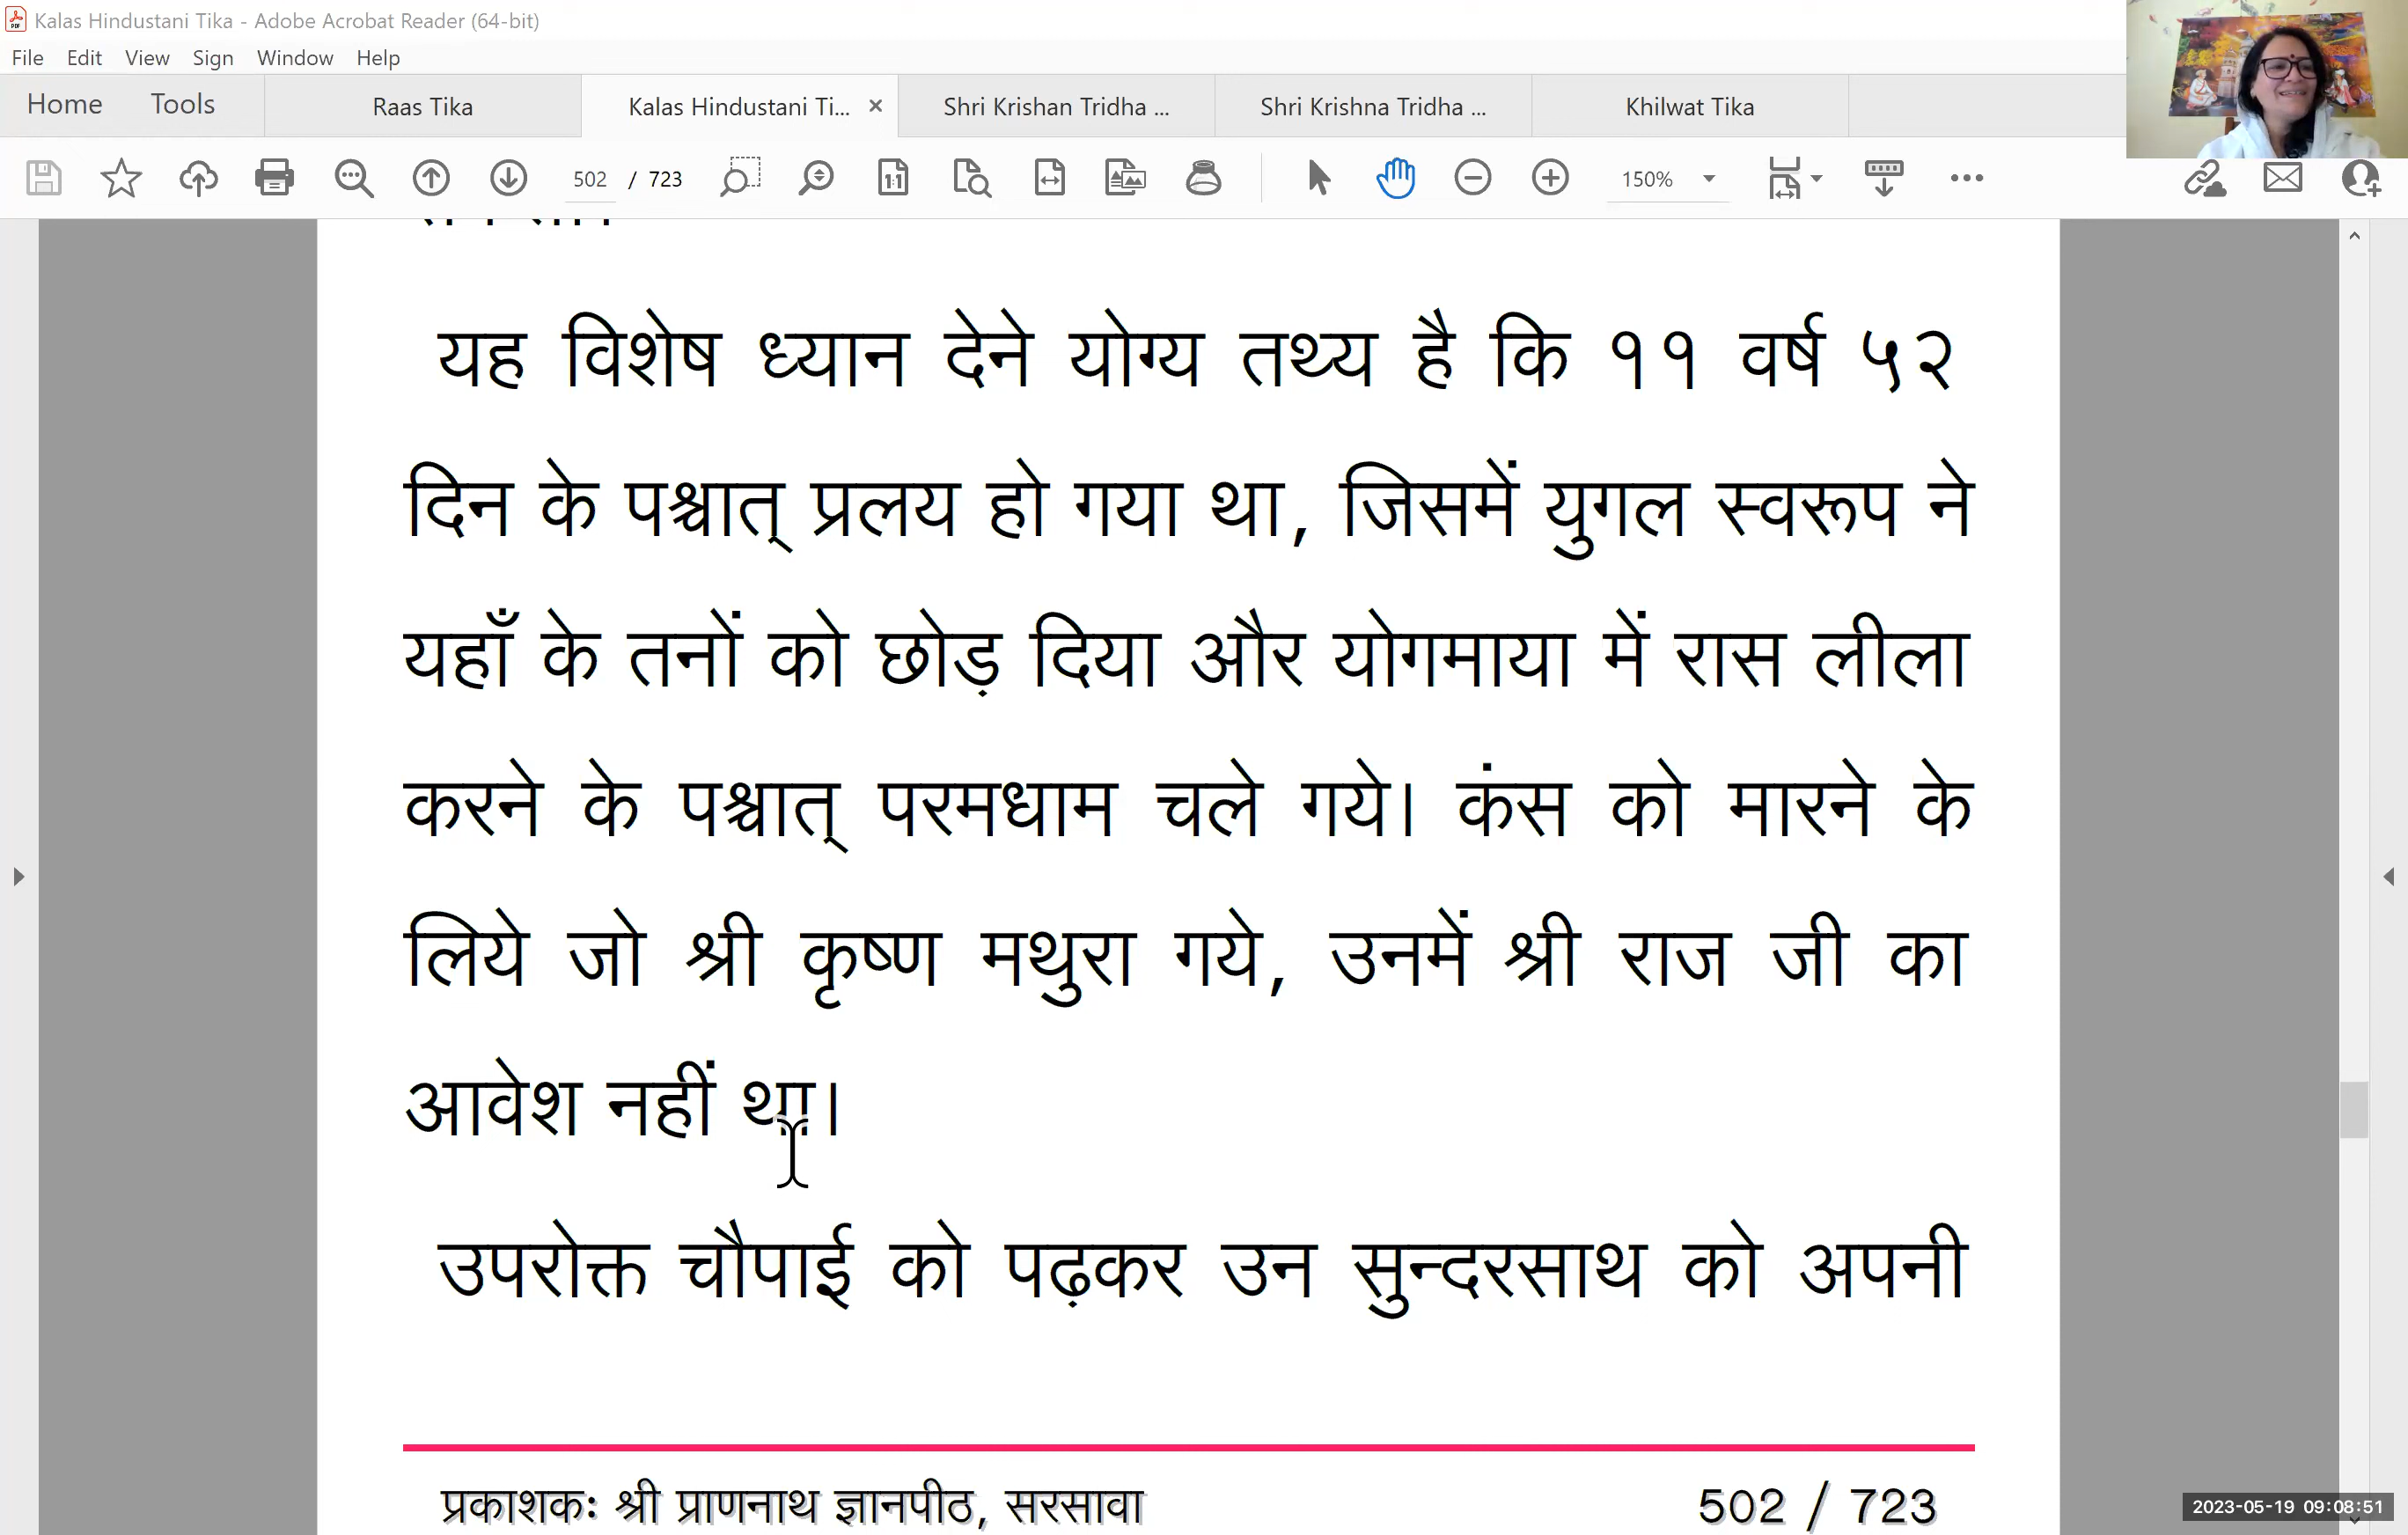 Kalas Hindustani Tika - Adobe Acrobat Reader (64-bit)
File Edit View Sign Window Help
Home Tools Raas Tika Kalas Hindustani Ti... Shri Krishan Tridha ... Shri Krishna Tridha ... Khilwat Tika
502 / 723 1:1 150%
यह विशेष ध्यान देने योग्य तथ्य है कि ११ वर्ष ५२
दिन के पश्चात् प्रलय हो गया था, जिसमें युगल स्वरूप ने
यहाँ के तनों को छोड़ दिया और योगमाया में रास लीला
करने के पश्चात् परमधाम चले गये। कंस को मारने के
लिये जो श्री कृष्ण मथुरा गये, उनमें श्री राज जी का
आवेश नहीं था।
उपरोक्त चौपाई को पढ़कर उन सुन्दरसाथ को अपनी
प्रकाशकः श्री प्राणनाथ ज्ञानपीठ, सरसावा 502 / 723
2023-05-19 09:08:51